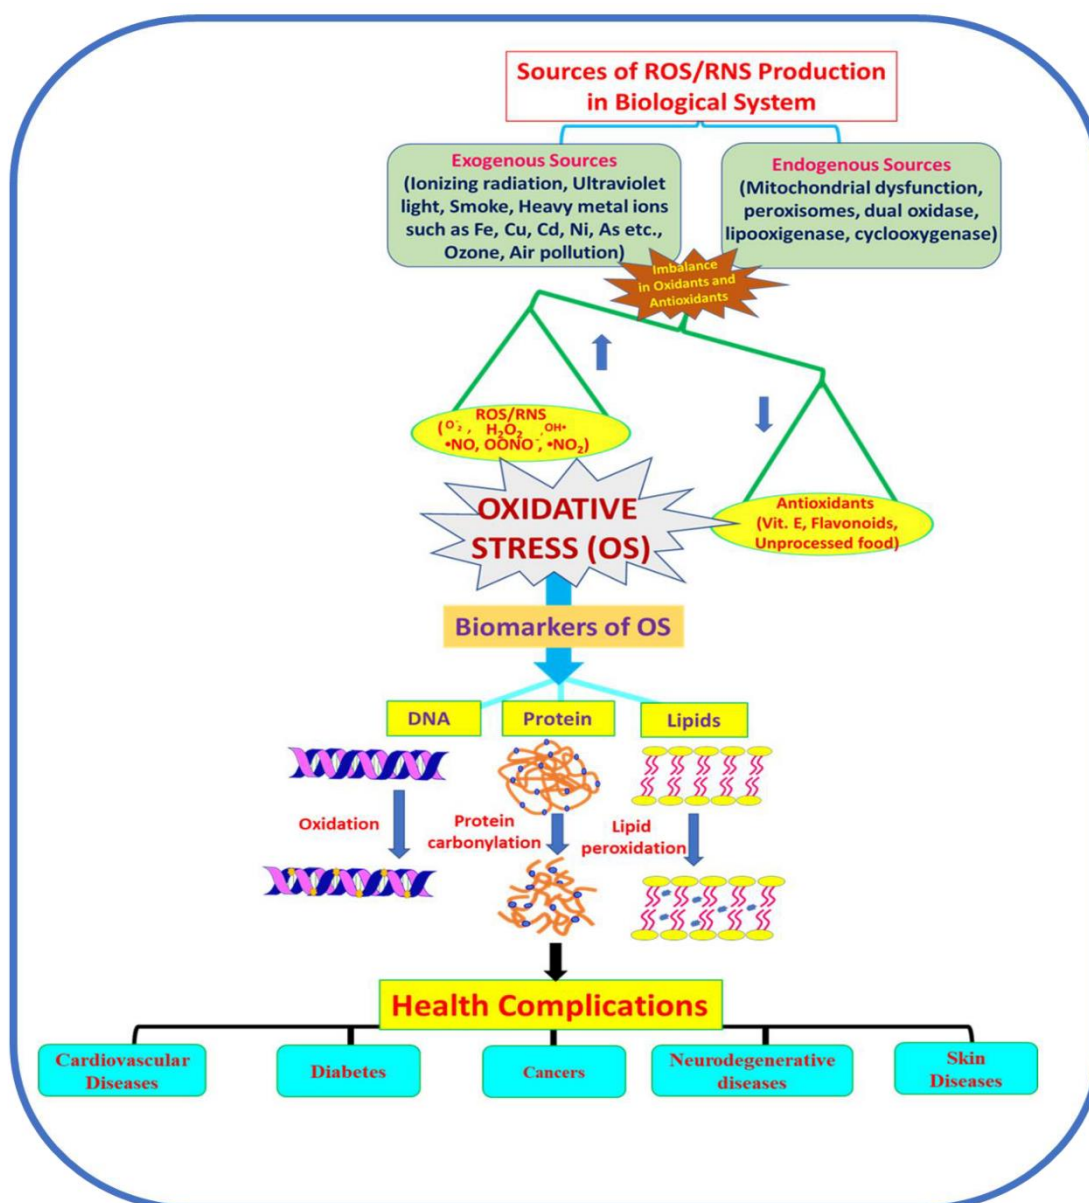 Sources of ROS/RNS Production
in Biological System
Exogenous Sources
(Ionizing radiation, Ultraviolet
light, Smoke, Heavy metal ions
such as Fe, Cu, Cd, Ni, As etc.,
Ozone, Air pollution)
Endogenous Sources
(Mitochondrial dysfunction,
peroxisomes, dual oxidase,
lipooxigenase, cyclooxygenase)
Imbalance
in Oxidants and
Antioxidants
ROS/RNS
(O⁻₂ , H₂O₂ , OH•
•NO, OONO⁻, •NO₂)
Antioxidants
(Vit. E, Flavonoids,
Unprocessed food)
OXIDATIVE
STRESS (OS)
Biomarkers of OS
DNA
Protein
Lipids
Oxidation
Protein
carbonylation
Lipid
peroxidation
Health Complications
Cardiovascular
Diseases
Diabetes
Cancers
Neurodegenerative
diseases
Skin
Diseases